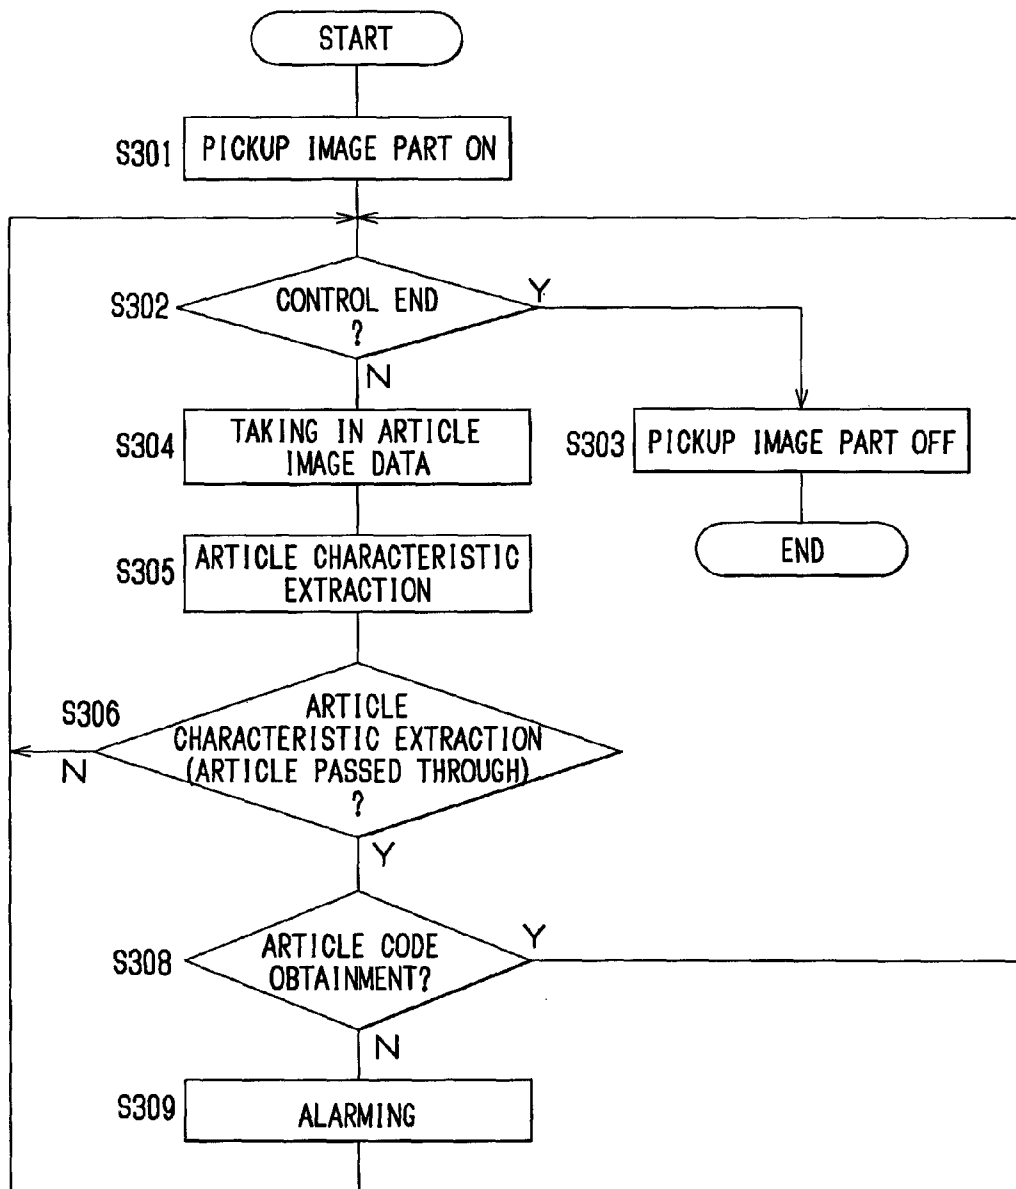 START
S301
PICKUP IMAGE PART ON
S302
CONTROL END
?
Y
N
S304
TAKING IN ARTICLE
IMAGE DATA
S303
PICKUP IMAGE PART OFF
END
S305
ARTICLE CHARACTERISTIC
EXTRACTION
S306
ARTICLE
CHARACTERISTIC EXTRACTION
(ARTICLE PASSED THROUGH)
?
N
Y
S308
ARTICLE CODE
OBTAINMENT?
Y
N
S309
ALARMING